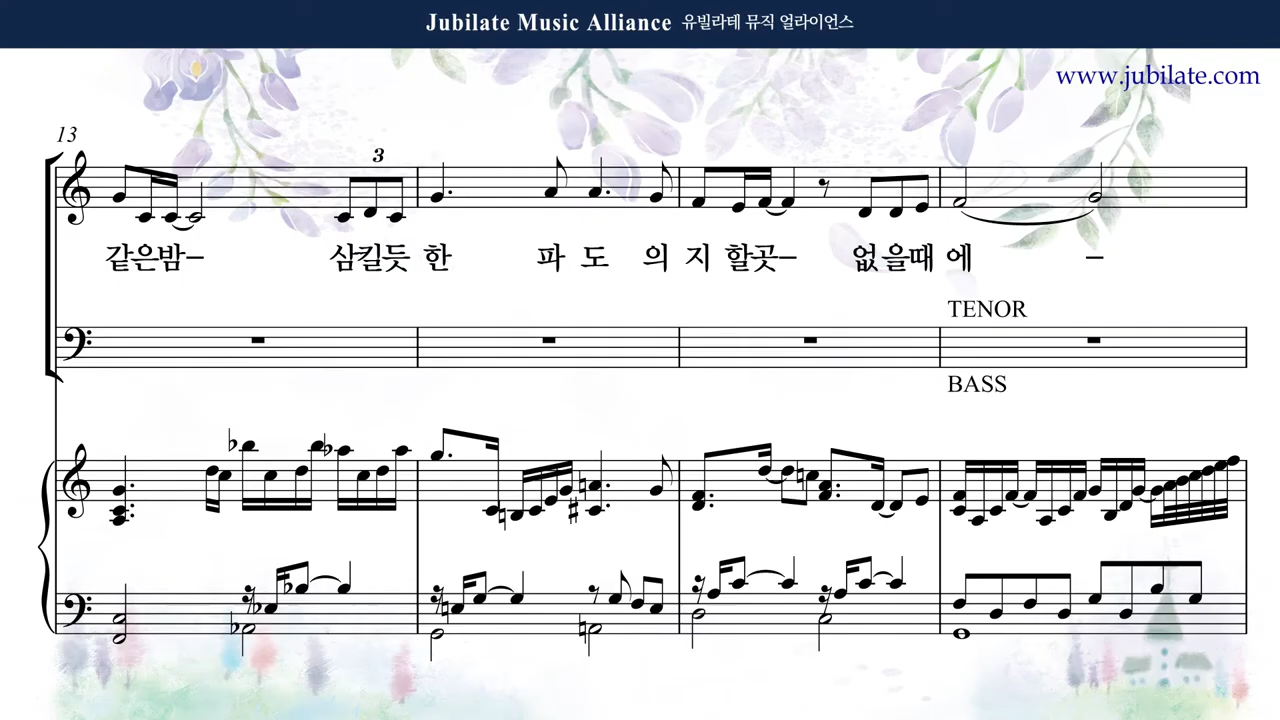 Jubilate Music Alliance 유빌라테 뮤직 얼라이언스
www.jubilate.com
13
3
같은밤– 삼킬듯 한 파 도 의 지 할곳– 없을때 에 –
TENOR
BASS